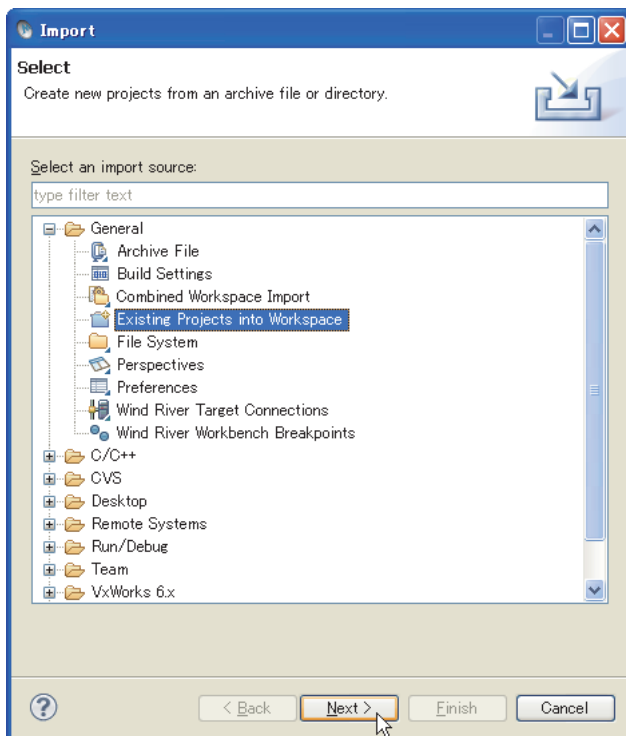 Import
Select
Create new projects from an archive file or directory.
Select an import source:
type filter text
General
Archive File
Build Settings
Combined Workspace Import
Existing Projects into Workspace
File System
Perspectives
Preferences
Wind River Target Connections
Wind River Workbench Breakpoints
C/C++
CVS
Desktop
Remote Systems
Run/Debug
Team
VxWorks 6.x
? < Back Next > Finish Cancel